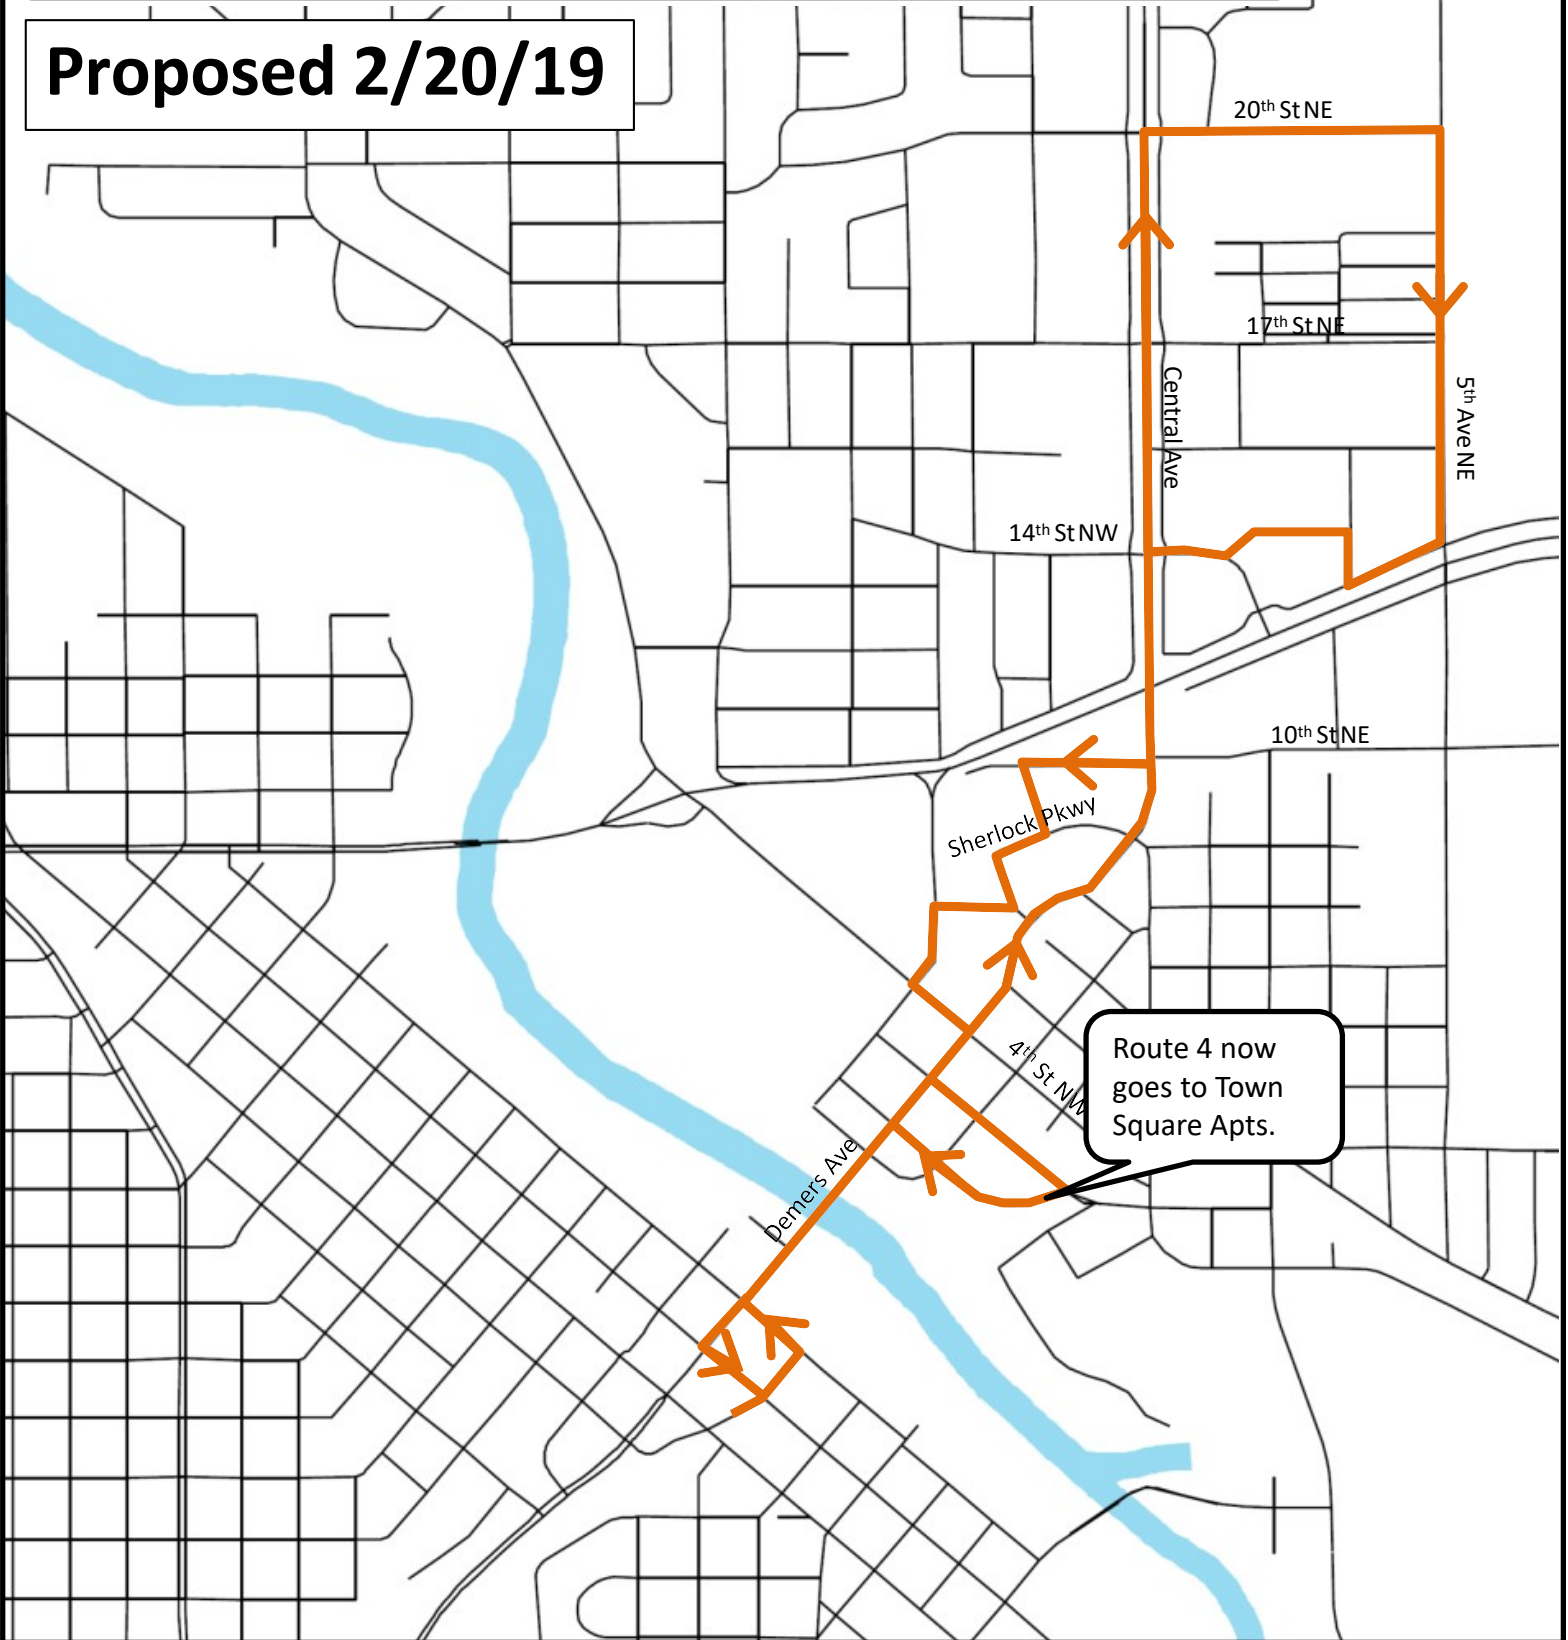 Proposed 2/20/19
20th St NE
17th St NE
Central Ave
5th Ave NE
14th St NW
10th St NE
Sherlock Pkwy
4th St NW
Route 4 now
goes to Town
Square Apts.
Demers Ave